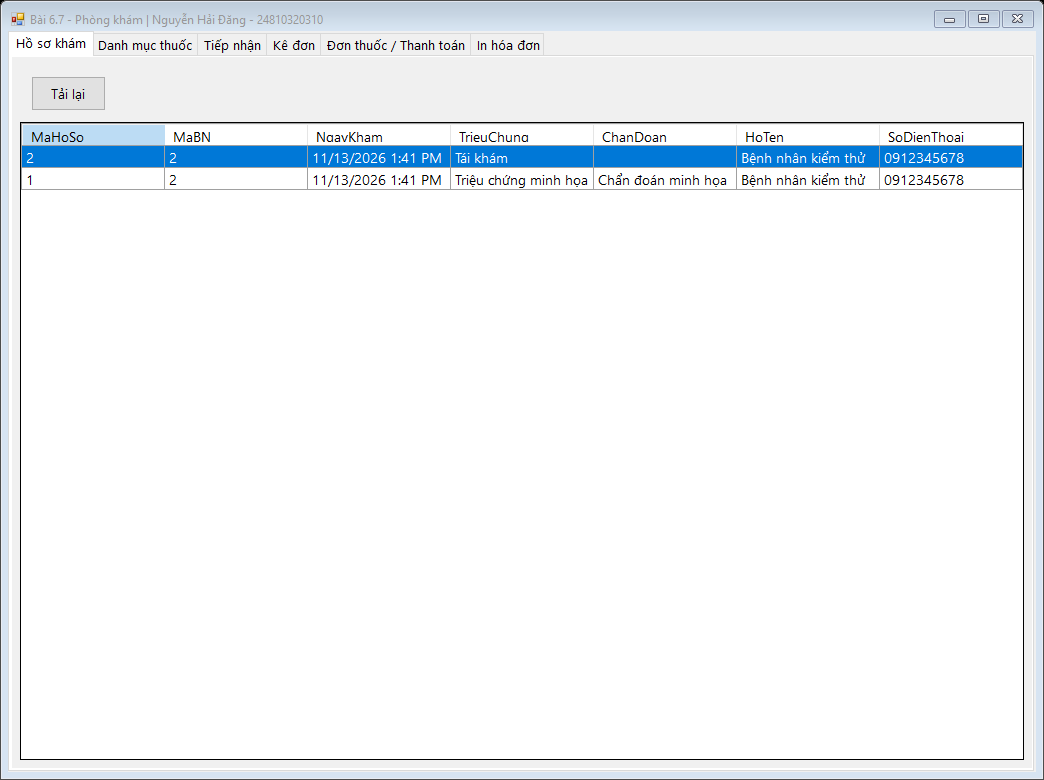 Bài 6.7 - Phòng khám | Nguyễn Hải Đăng - 24810320310
Hồ sơ khám Danh mục thuốc Tiếp nhận Kê đơn Đơn thuốc / Thanh toán In hóa đơn
Tải lại
MaHoSo MaBN NgayKham TrieuChung ChanDoan HoTen SoDienThoai
2 2 11/13/2026 1:41 PM Tái khám Bệnh nhân kiểm thử 0912345678
1 2 11/13/2026 1:41 PM Triệu chứng minh họa Chẩn đoán minh họa Bệnh nhân kiểm thử 0912345678